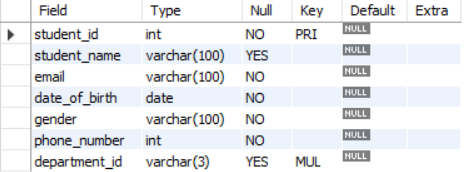 Field Type Null Key Default Extra
student_id int NO PRI NULL
student_name varchar(100) YES NULL
email varchar(100) NO NULL
date_of_birth date NO NULL
gender varchar(100) NO NULL
phone_number int NO NULL
department_id varchar(3) YES MUL NULL